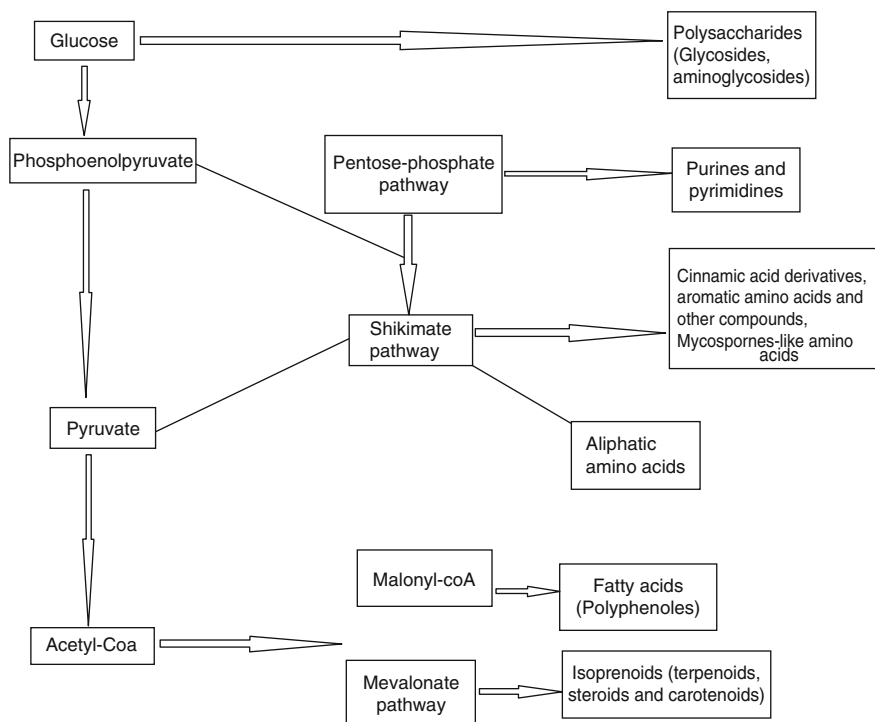 Glucose
Polysaccharides
(Glycosides,
aminoglycosides)
Phosphoenolpyruvate
Pentose-phosphate
pathway
Purines and
pyrimidines
Cinnamic acid derivatives,
aromatic amino acids and
other compounds,
Mycospornes-like amino
acids
Shikimate
pathway
Pyruvate
Aliphatic
amino acids
Malonyl-coA
Fatty acids
(Polyphenoles)
Acetyl-Coa
Mevalonate
pathway
Isoprenoids (terpenoids,
steroids and carotenoids)